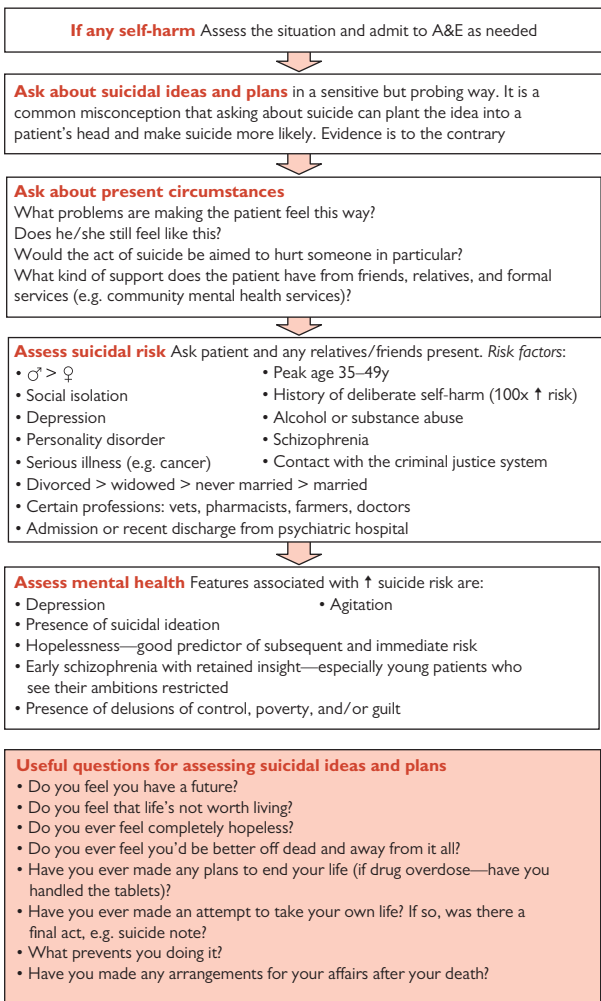 If any self-harm Assess the situation and admit to A&E as needed
Ask about suicidal ideas and plans in a sensitive but probing way. It is a
common misconception that asking about suicide can plant the idea into a
patient's head and make suicide more likely. Evidence is to the contrary
Ask about present circumstances
What problems are making the patient feel this way?
Does he/she still feel like this?
Would the act of suicide be aimed to hurt someone in particular?
What kind of support does the patient have from friends, relatives, and formal
services (e.g. community mental health services)?
Assess suicidal risk Ask patient and any relatives/friends present. Risk factors:
• ♂ > ♀
• Peak age 35–49y
• Social isolation
• History of deliberate self-harm (100x ↑ risk)
• Depression
• Alcohol or substance abuse
• Personality disorder
• Schizophrenia
• Serious illness (e.g. cancer)
• Contact with the criminal justice system
• Divorced > widowed > never married > married
• Certain professions: vets, pharmacists, farmers, doctors
• Admission or recent discharge from psychiatric hospital
Assess mental health Features associated with ↑ suicide risk are:
• Depression
• Agitation
• Presence of suicidal ideation
• Hopelessness—good predictor of subsequent and immediate risk
• Early schizophrenia with retained insight—especially young patients who
see their ambitions restricted
• Presence of delusions of control, poverty, and/or guilt
Useful questions for assessing suicidal ideas and plans
• Do you feel you have a future?
• Do you feel that life's not worth living?
• Do you ever feel completely hopeless?
• Do you ever feel you'd be better off dead and away from it all?
• Have you ever made any plans to end your life (if drug overdose—have you
handled the tablets)?
• Have you ever made an attempt to take your own life? If so, was there a
final act, e.g. suicide note?
• What prevents you doing it?
• Have you made any arrangements for your affairs after your death?